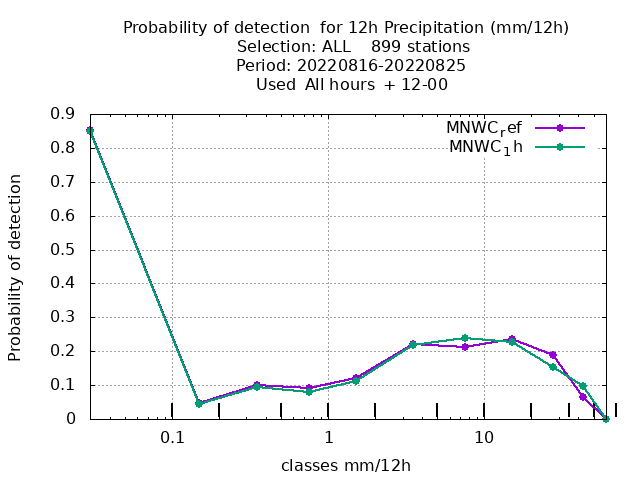 Probability of detection  for 12h Precipitation (mm/12h)
Selection: ALL    899 stations
Period: 20220816-20220825
Used  All hours  + 12-00
MNWCref
MNWC1h
0.9
0.8
0.7
0.6
0.5
0.4
0.3
0.2
0.1
0
Probability of detection
0.1 1 10
classes mm/12h